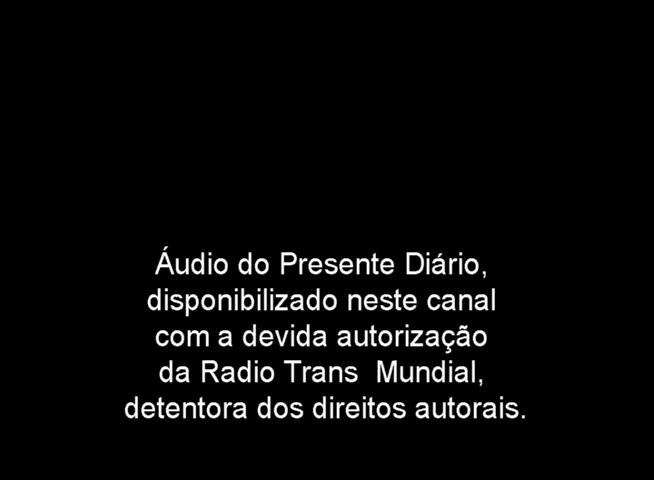 Áudio do Presente Diário,
disponibilizado neste canal
com a devida autorização
da Radio Trans  Mundial,
detentora dos direitos autorais.